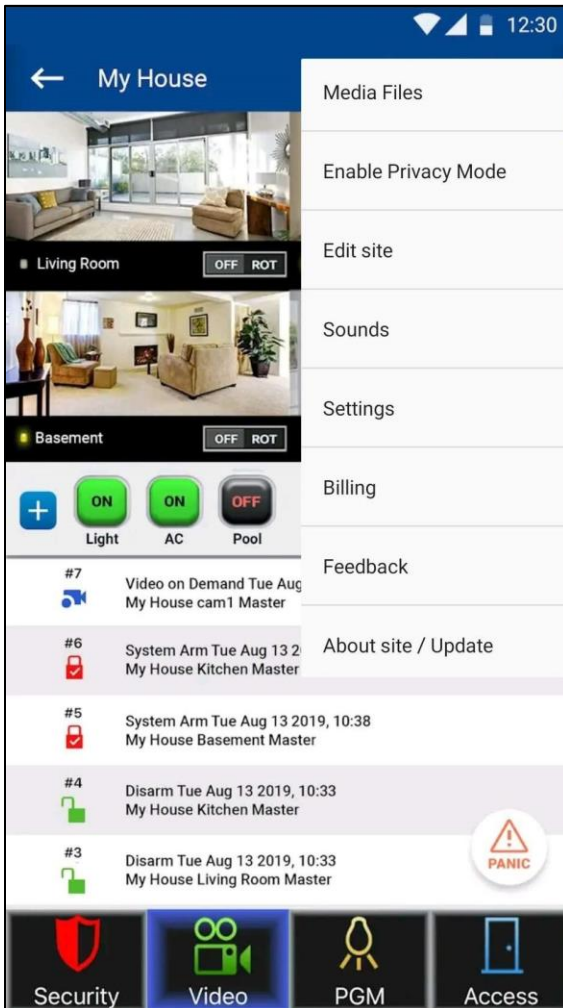 12:30
My House
Media Files
Enable Privacy Mode
Edit site
Sounds
Settings
Billing
Feedback
About site / Update
Living Room
OFF ROT
Basement
OFF ROT
ON
ON
OFF
Light
AC
Pool
#7
Video on Demand Tue Aug
My House cam1 Master
#6
System Arm Tue Aug 13 2
My House Kitchen Master
#5
System Arm Tue Aug 13 2019, 10:38
My House Basement Master
#4
Disarm Tue Aug 13 2019, 10:33
My House Kitchen Master
#3
Disarm Tue Aug 13 2019, 10:33
My House Living Room Master
PANIC
Security
Video
PGM
Access